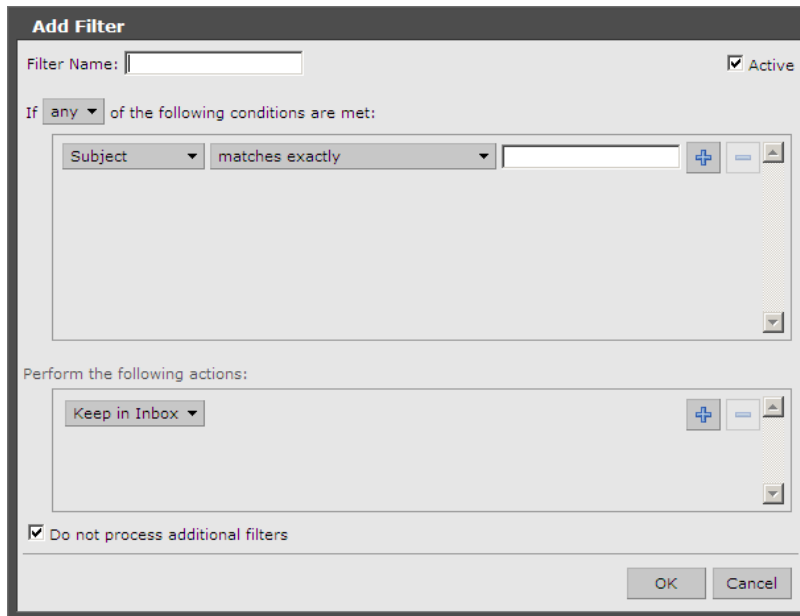 Add Filter
Filter Name: Active
If any of the following conditions are met:
Subject matches exactly
Perform the following actions:
Keep in Inbox
Do not process additional filters
OK Cancel